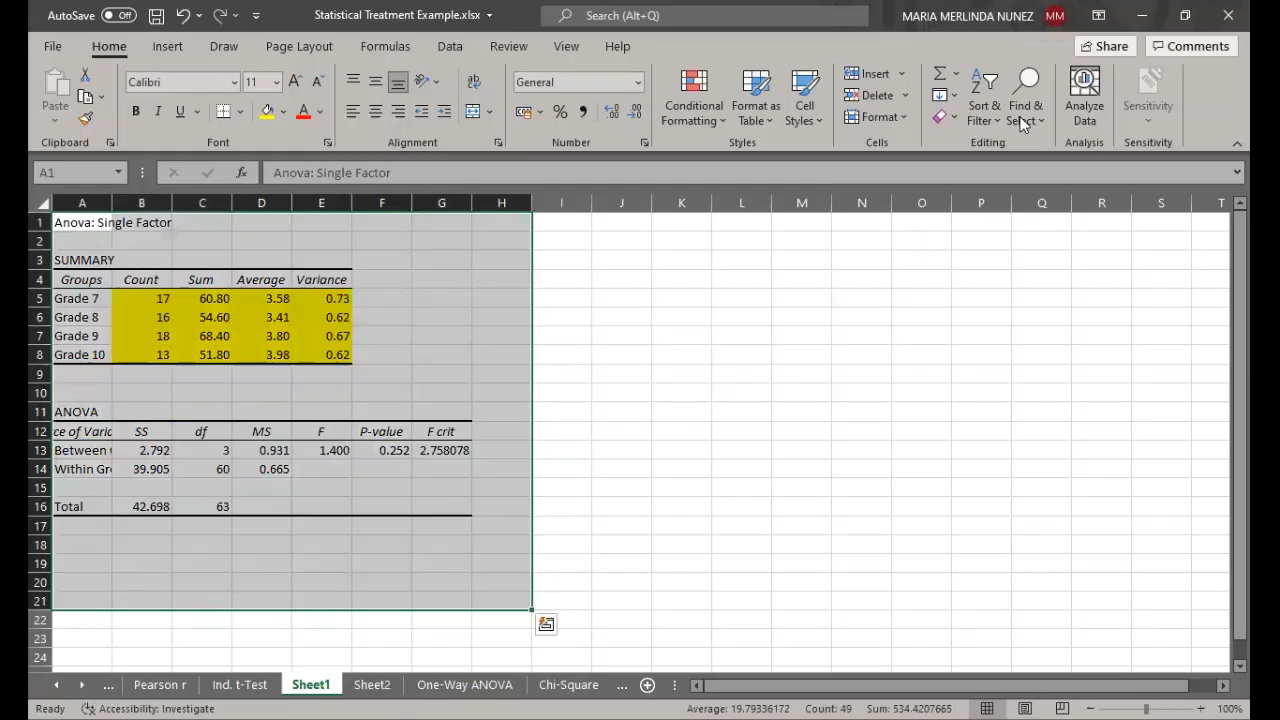 AutoSave Off Statistical Treatment Example.xlsx Search (Alt+Q) MARIA MERLINDA NUNEZ MM
File Home Insert Draw Page Layout Formulas Data Review View Help Share Comments
Paste Calibri 11 General Conditional Formatting Format as Table Cell Styles Insert Delete Format Sort & Filter Find & Select Analyze Data Sensitivity
Clipboard Font Alignment Number Styles Cells Editing Analysis Sensitivity
A1 fx Anova: Single Factor
A B C D E F G H I J K L M N O P Q R S T
1 Anova: Single Factor
2
3 SUMMARY
4 Groups Count Sum Average Variance
5 Grade 7 17 60.80 3.58 0.73
6 Grade 8 16 54.60 3.41 0.62
7 Grade 9 18 68.40 3.80 0.67
8 Grade 10 13 51.80 3.98 0.62
9
10
11 ANOVA
12 ce of Varia SS df MS F P-value F crit
13 Between 2.792 3 0.931 1.400 0.252 2.758078
14 Within Gr 39.905 60 0.665
15
16 Total 42.698 63
17
18
19
20
21
22
23
24
... Pearson r Ind. t-Test Sheet1 Sheet2 One-Way ANOVA Chi-Square ...
Ready Accessibility: Investigate Average: 19.79336172 Count: 49 Sum: 534.4207665 100%